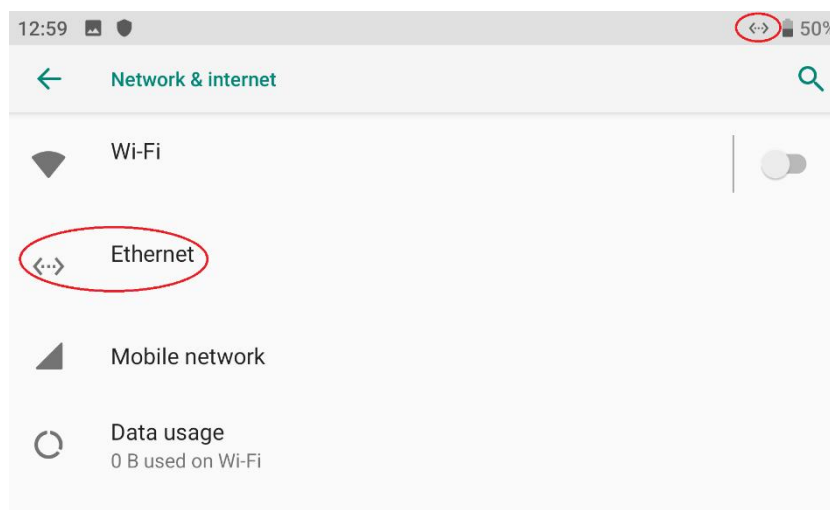 12:59 50%
Network & internet
Wi-Fi
Ethernet
Mobile network
Data usage
0 B used on Wi-Fi